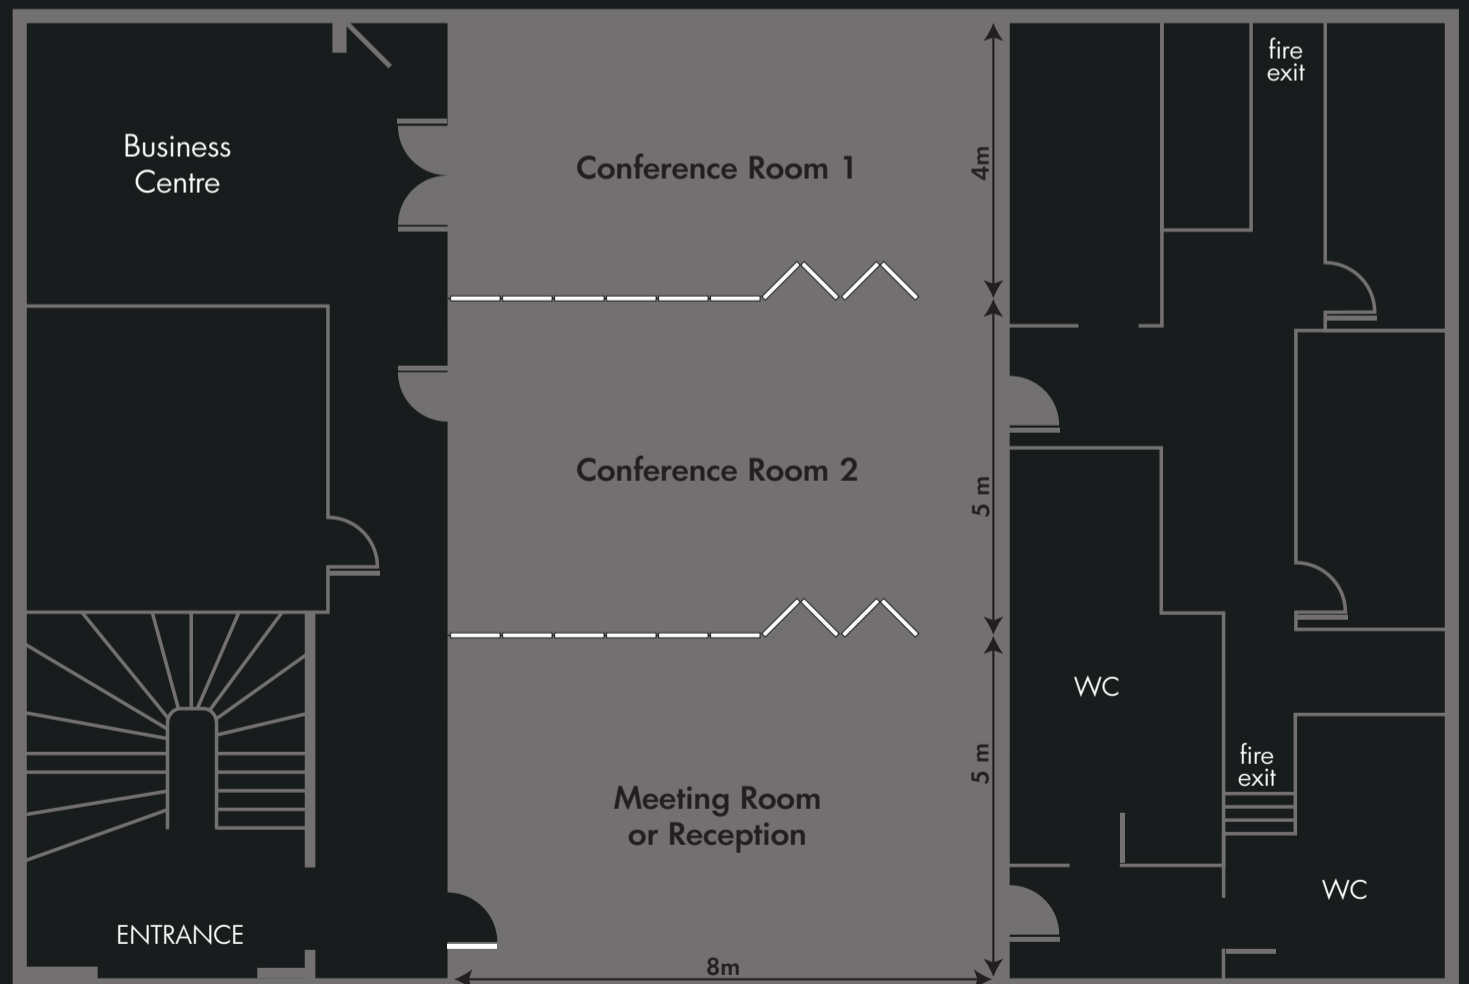 fire
exit
Business
Centre
Conference Room 1
4m
Conference Room 2
5 m
WC
fire
exit
5 m
Meeting Room
or Reception
WC
ENTRANCE
8m